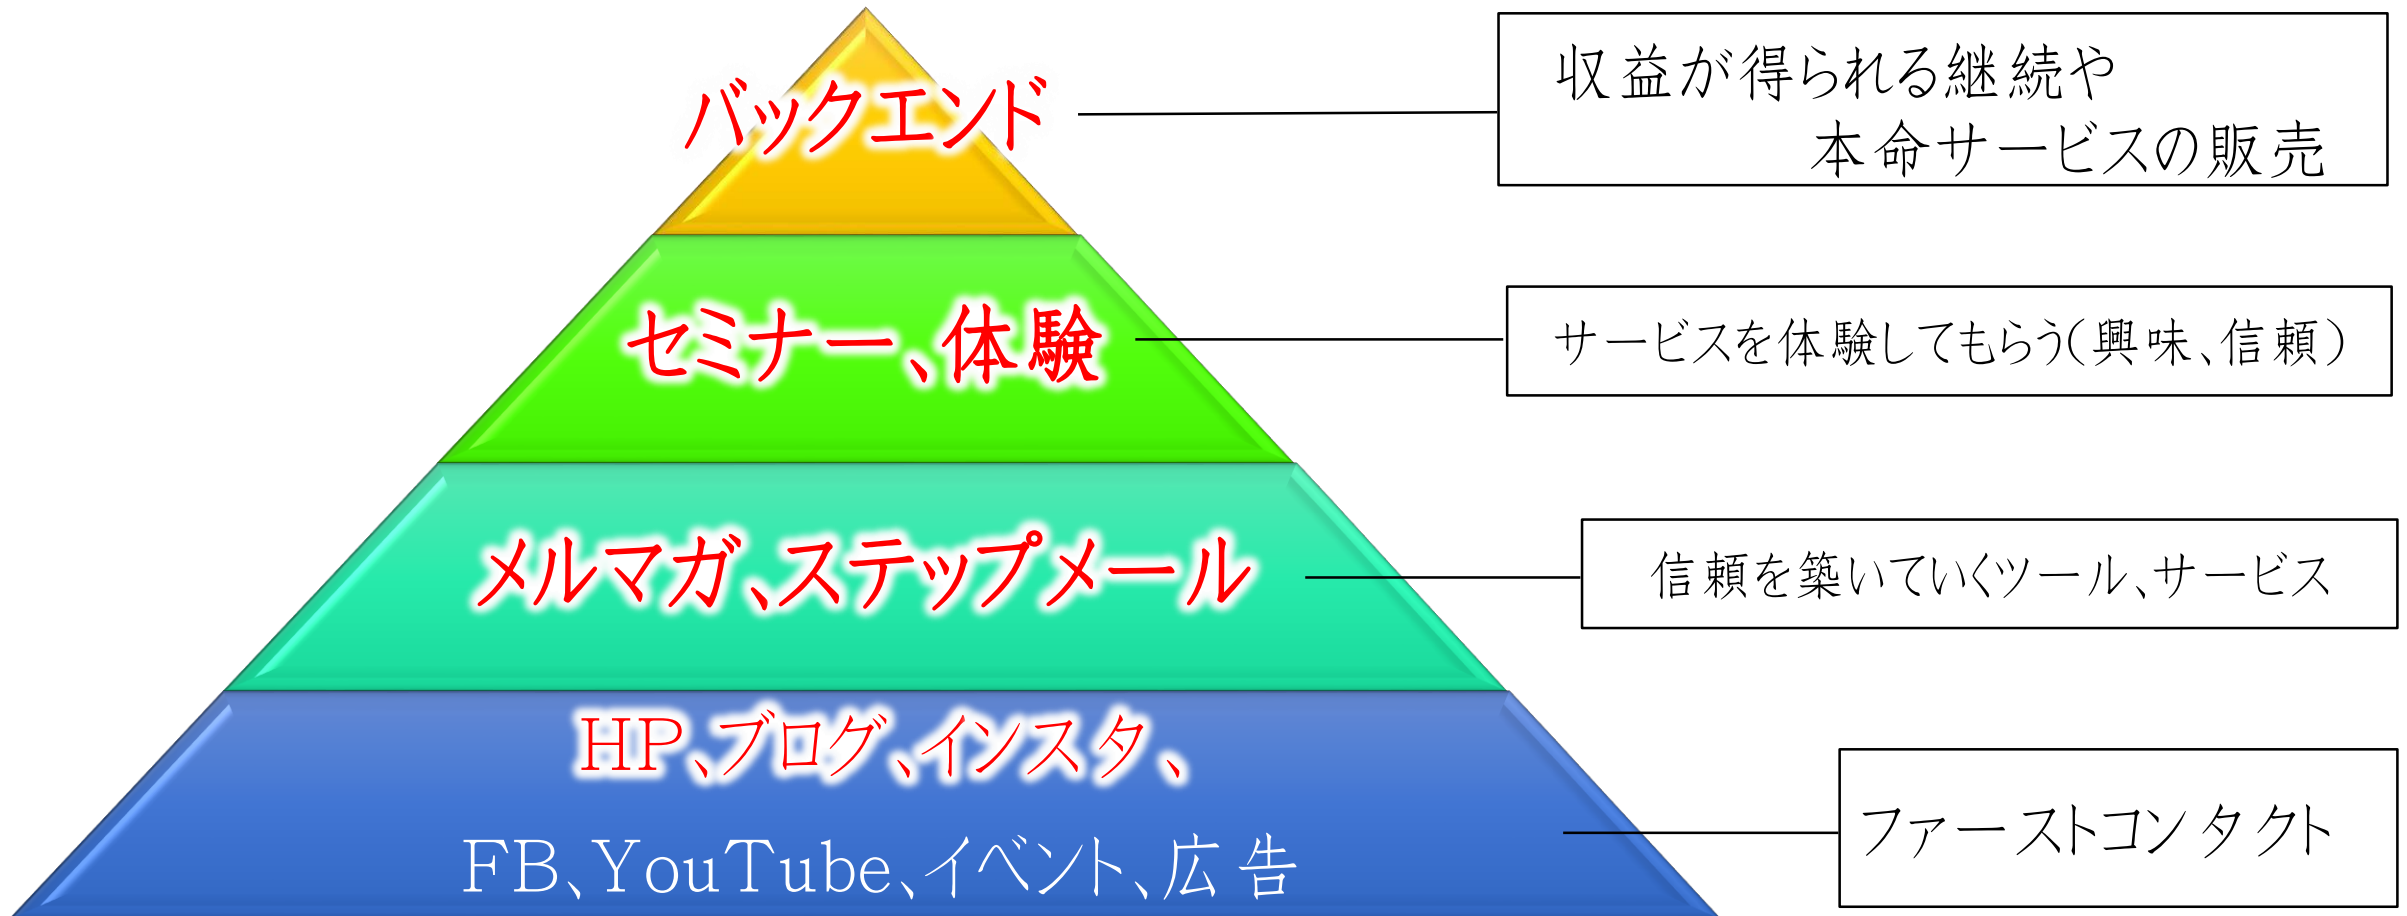 バックエンド
収益が得られる継続や
本命サービスの販売
セミナー、体験
サービスを体験してもらう(興味、信頼)
メルマガ、ステップメール
信頼を築いていくツール、サービス
HP、ブログ、インスタ、
FB、YouTube、イベント、広告
ファーストコンタクト